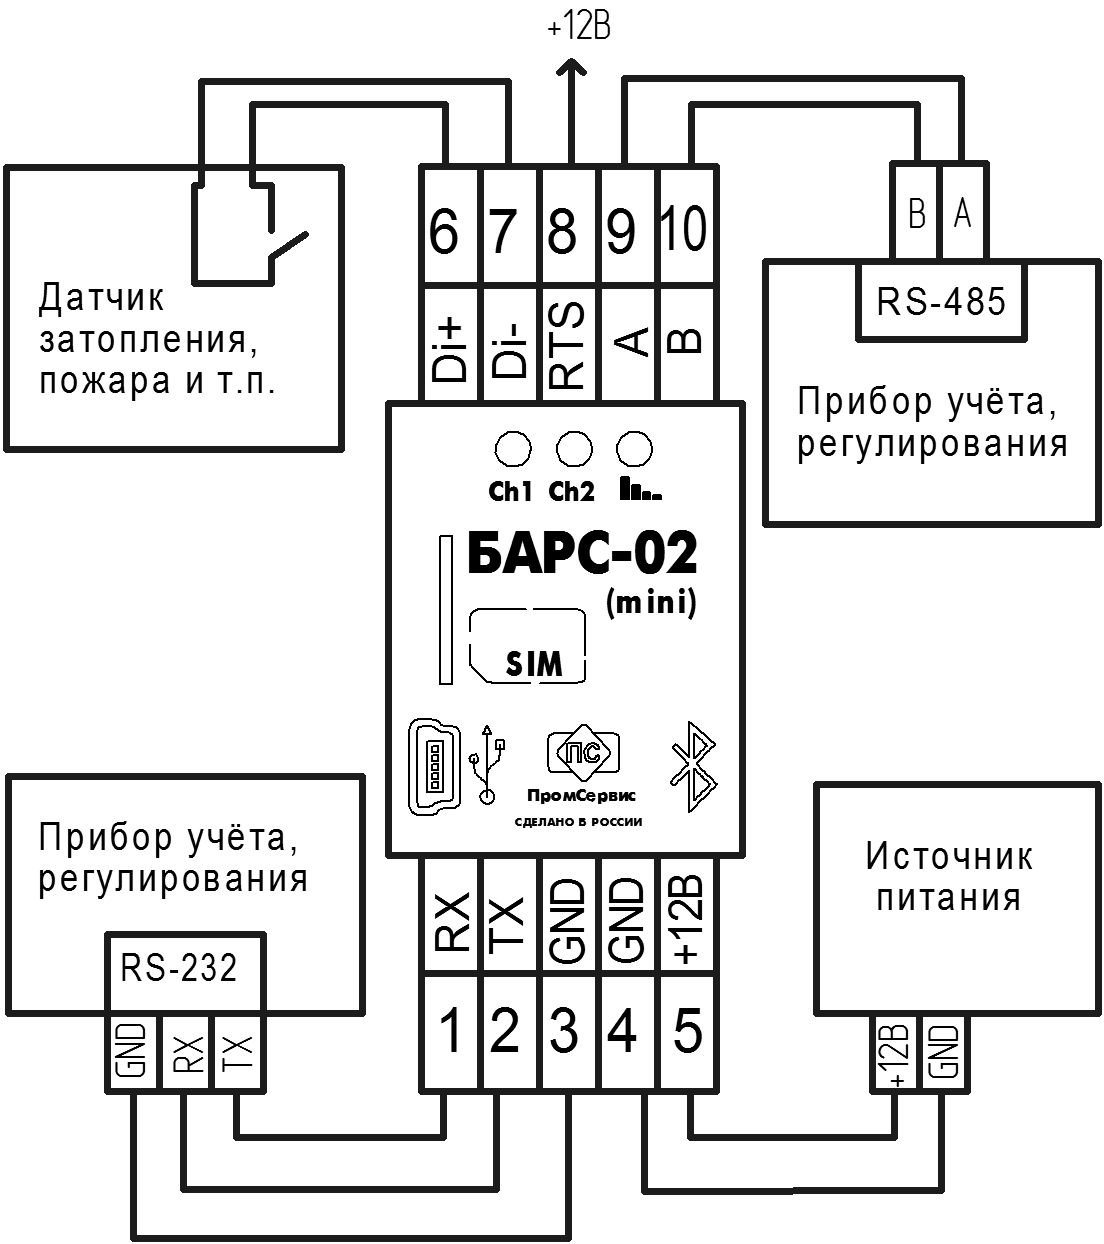 +12В
6 7 8 9 10
Di+ Di- RTS A B
Датчик
затопления,
пожара и т.п.
B A
RS-485
Прибор учёта,
регулирования
Ch1 Ch2
БАРС-02
(mini)
SIM
ПС
ПромСервис
СДЕЛАНО В РОССИИ
Прибор учёта,
регулирования
RS-232
GND RX TX
RX TX GND GND +12В
1 2 3 4 5
Источник
питания
+12В GND